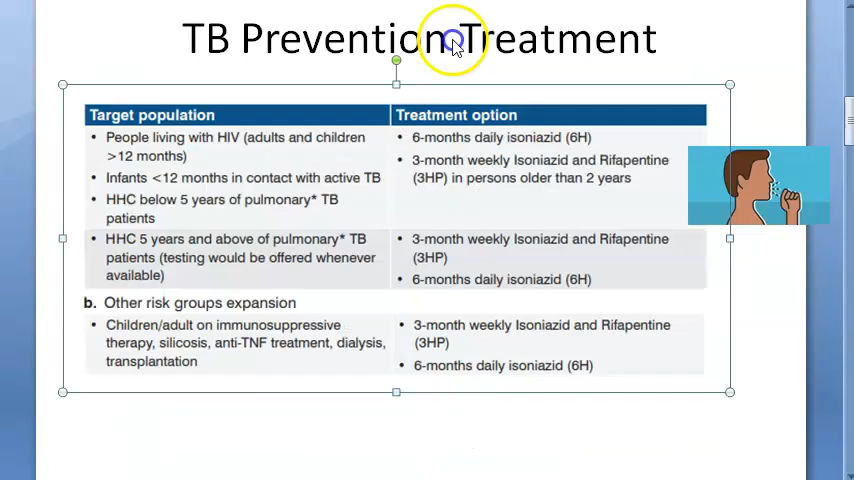 TB Prevention Treatment
Target population
Treatment option
• People living with HIV (adults and children
>12 months)
• Infants <12 months in contact with active TB
• HHC below 5 years of pulmonary* TB
patients
• 6-months daily isoniazid (6H)
• 3-month weekly Isoniazid and Rifapentine
(3HP) in persons older than 2 years
• HHC 5 years and above of pulmonary* TB
patients (testing would be offered whenever
available)
• 3-month weekly Isoniazid and Rifapentine
(3HP)
• 6-months daily isoniazid (6H)
b. Other risk groups expansion
• Children/adult on immunosuppressive
therapy, silicosis, anti-TNF treatment, dialysis,
transplantation
• 3-month weekly Isoniazid and Rifapentine
(3HP)
• 6-months daily isoniazid (6H)